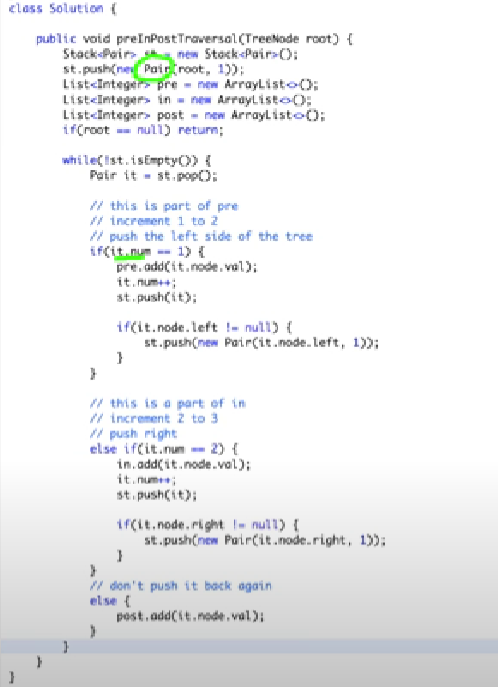 class Solution {
public void preInPostTraversal(TreeNode root) {
Stack<Pair> st = new Stack<Pair>();
st.push(new Pair(root, 1));
List<Integer> pre = new ArrayList<>();
List<Integer> in = new ArrayList<>();
List<Integer> post = new ArrayList<>();
if(root == null) return;
while(!st.isEmpty()) {
Pair it = st.pop();
// this is part of pre
// increment 1 to 2
// push the left side of the tree
if(it.num == 1) {
pre.add(it.node.val);
it.num++;
st.push(it);
if(it.node.left != null) {
st.push(new Pair(it.node.left, 1));
}
}
// this is a part of in
// increment 2 to 3
// push right
else if(it.num == 2) {
in.add(it.node.val);
it.num++;
st.push(it);
if(it.node.right != null) {
st.push(new Pair(it.node.right, 1));
}
}
// don't push it back again
else {
post.add(it.node.val);
}
}
}
}